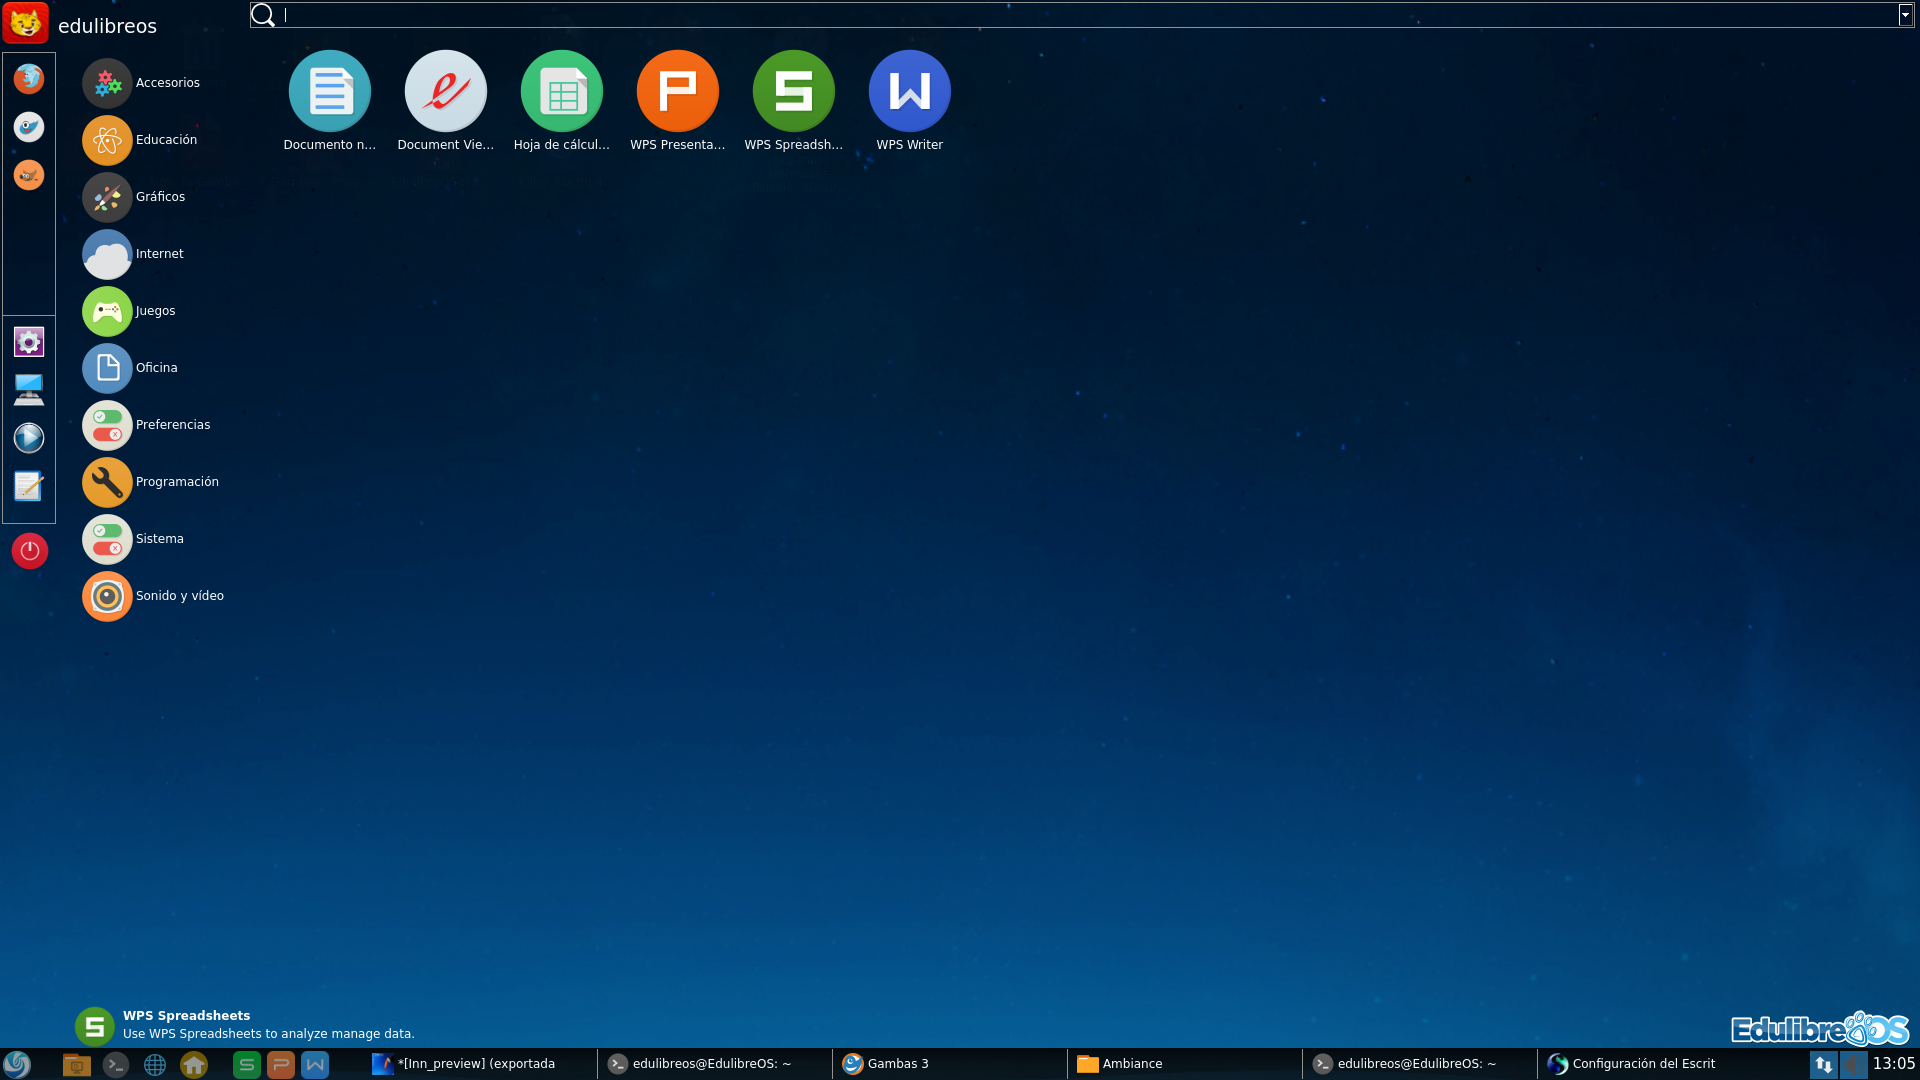 edulibreos
Accesorios
Educación
Gráficos
Internet
Juegos
Oficina
Preferencias
Programación
Sistema
Sonido y vídeo
Documento n...
Document Vie...
Hoja de cálcul...
WPS Presenta...
WPS Spreadsh...
WPS Writer
WPS Spreadsheets
Use WPS Spreadsheets to analyze manage data.
EdulibreOS
*[Inn_preview] (exportada
edulibreos@EdulibreOS: ~
Gambas 3
Ambiance
edulibreos@EdulibreOS: ~
Configuración del Escrit
13:05